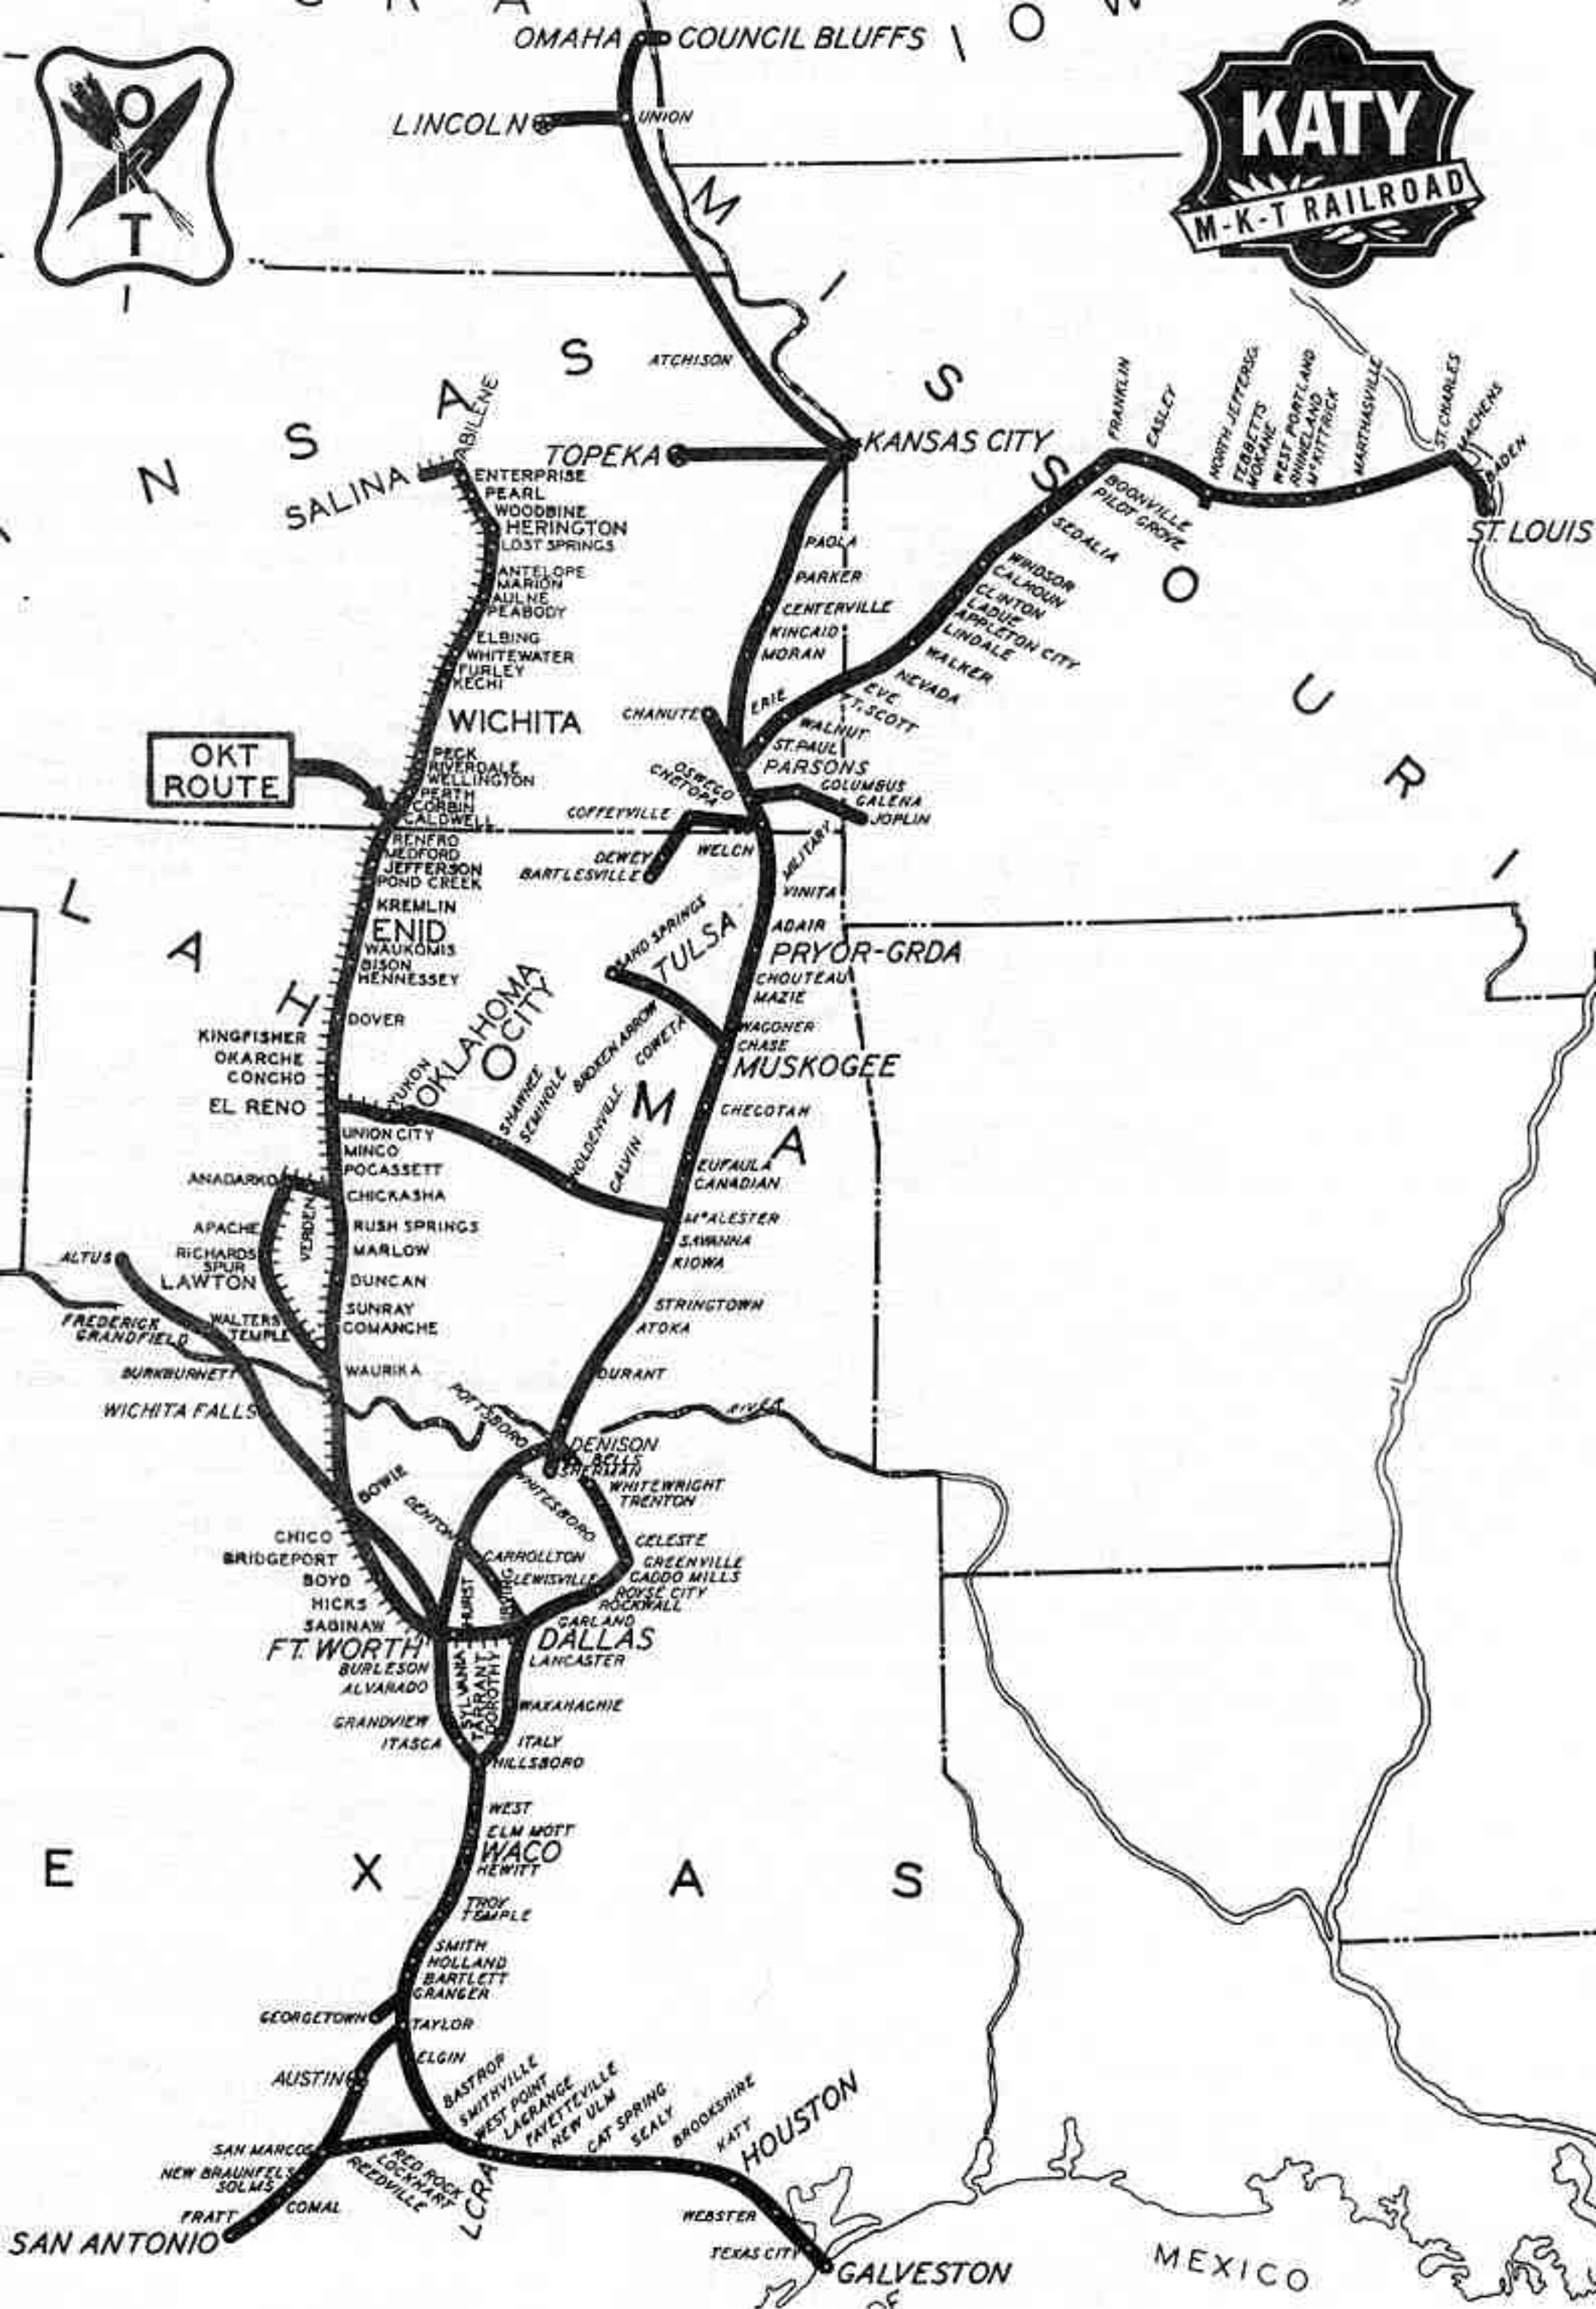 OMAHA
COUNCIL BLUFFS
I O W
O
K
T
KATY
M-K-T RAILROAD
LINCOLN
UNION
ATCHISON
TOPEKA
KANSAS CITY
SALINA
ABILENE
ENTERPRISE
PEARL
WOODBINE
HERINGTON
LOST SPRINGS
ANTELOPE
MARION
AULNE
PEABODY
ELBING
WHITEWATER
FURLEY
KECHI
WICHITA
PECK
RIVERDALE
WELLINGTON
PERTH
CORBIN
CALDWELL
OKT
ROUTE
N S A S
M I S S O U R I
FRANKLIN
EASLEY
TEBBETTS
MOKANE
WEST PORTLAND
RHINELAND
McKITTRICK
MARTHASVILLE
ST. CHARLES
MACHENS
BADEN
ST. LOUIS
BOONVILLE
PILOT GROVE
SEDALIA
WINDSOR
CALHOUN
CLINTON
LADUE
APPLETON CITY
LINDALE
WALKER
NEVADA
EVE
FT. SCOTT
WALNUT
ST. PAUL
PARSONS
PAOLA
PARKER
CENTERVILLE
KINCAID
MORAN
ERIE
CHANUTE
OSWEGO
CHETOPA
COLUMBUS
GALENA
JOPLIN
COFFEYVILLE
DEWEY
BARTLESVILLE
WELCH
MILITARY
VINITA
ADAIR
PRYOR-GRDA
CHOUTEAU
MAZIE
WAGONER
CHASE
MUSKOGEE
CHECOTAH
EUFAULA
CANADIAN
McALESTER
SAVANNA
KIOWA
STRINGTOWN
ATOKA
DURANT
SAND SPRINGS
TULSA
BROKEN ARROW
COWETA
L A H O M A
RENFRO
MEDFORD
JEFFERSON
POND CREEK
KREMLIN
ENID
WAUKOMIS
BISON
HENNESSEY
DOVER
KINGFISHER
OKARCHE
CONCHO
EL RENO
YUKON
OKLAHOMA
CITY
SHAWNEE
SEMINOLE
HOLDENVILLE
CALVIN
UNION CITY
MINCO
POCASSETT
ANADARKO
CHICKASHA
VERDEN
APACHE
RUSH SPRINGS
RICHARDS
SPUR
MARLOW
LAWTON
DUNCAN
SUNRAY
COMANCHE
WALTERS
TEMPLE
WAURIKA
ALTUS
FREDERICK
GRANDFIELD
BURKBURNETT
WICHITA FALLS
RIVER
POTTSBORO
DENISON
BELLS
SHERMAN
WHITEWRIGHT
TRENTON
WHITESBORO
BOWIE
DENTON
CELESTE
GREENVILLE
CADDO MILLS
ROYSE CITY
ROCKWALL
GARLAND
CARROLLTON
LEWISVILLE
IRVING
HURST
CHICO
BRIDGEPORT
BOYD
HICKS
SAGINAW
FT. WORTH
DALLAS
LANCASTER
BURLESON
ALVARADO
SYLVANIA
TARRANT
DOROTHY
WAXAHACHIE
GRANDVIEW
ITASCA
ITALY
HILLSBORO
WEST
ELM MOTT
WACO
HEWITT
TROY
TEMPLE
E X A S
SMITH
HOLLAND
BARTLETT
GRANGER
GEORGETOWN
TAYLOR
ELGIN
AUSTIN
BASTROP
SMITHVILLE
WEST POINT
LAGRANGE
FAYETTEVILLE
NEW ULM
CAT SPRING
SEALY
BROOKSHIRE
KATY
HOUSTON
SAN MARCOS
RED ROCK
LOCKHART
REEDVILLE
LCRA
NEW BRAUNFELS
SOLMS
COMAL
FRATT
SAN ANTONIO
WEBSTER
TEXAS CITY
GALVESTON
MEXICO
OF